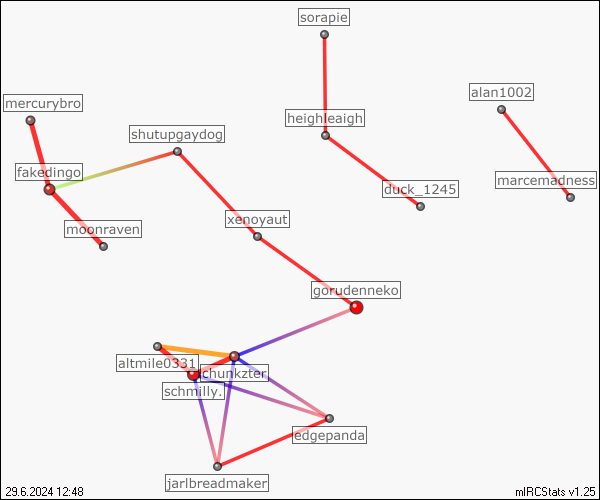 sorapie
alan1002
mercurybro
heighleaigh
shutupgaydog
fakedingo
marcemadness
duck_1245
xenoyaut
moonraven
gorudenneko
altmile0331
chunkzter
schmilly.
edgepanda
jarlbreadmaker
29.6.2024 12:48
mIRCStats v1.25